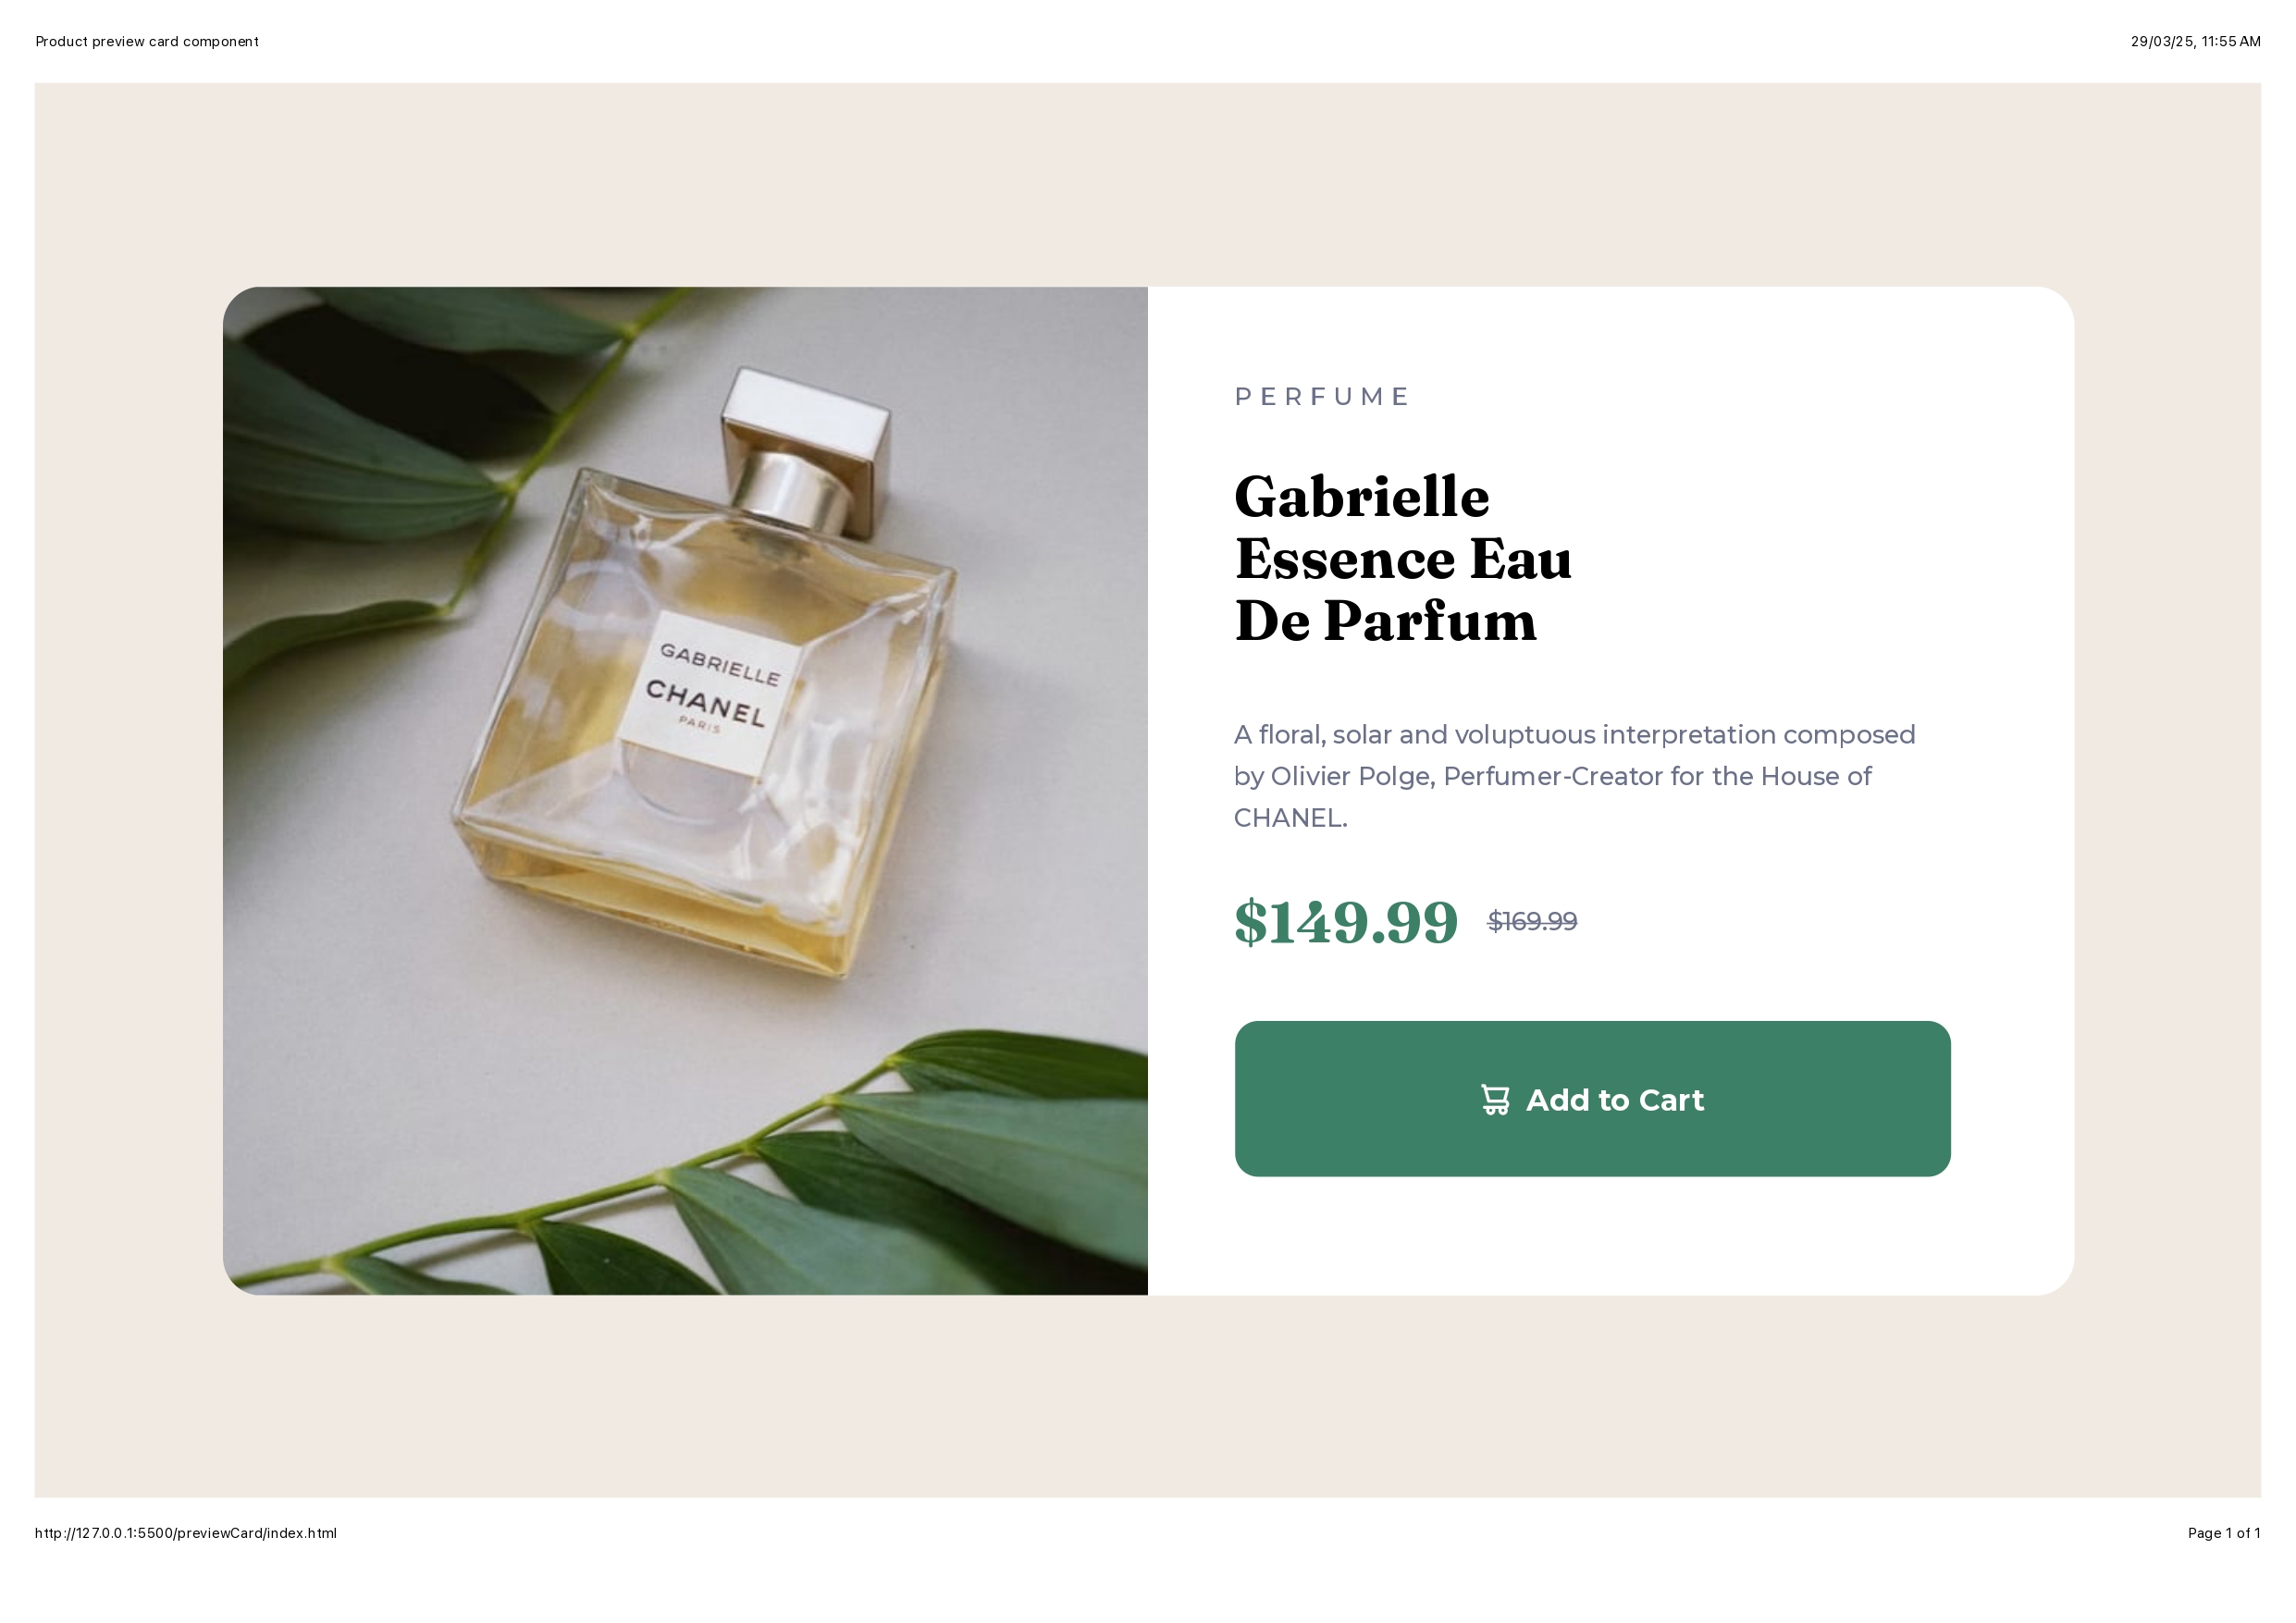 Product preview card component
29/03/25, 11:55 AM
GABRIELLE
CHANEL
PARIS
PERFUME
Gabrielle
Essence Eau
De Parfum
A floral, solar and voluptuous interpretation composed
by Olivier Polge, Perfumer-Creator for the House of
CHANEL.
$149.99 $169.99
Add to Cart
http://127.0.0.1:5500/previewCard/index.html
Page 1 of 1